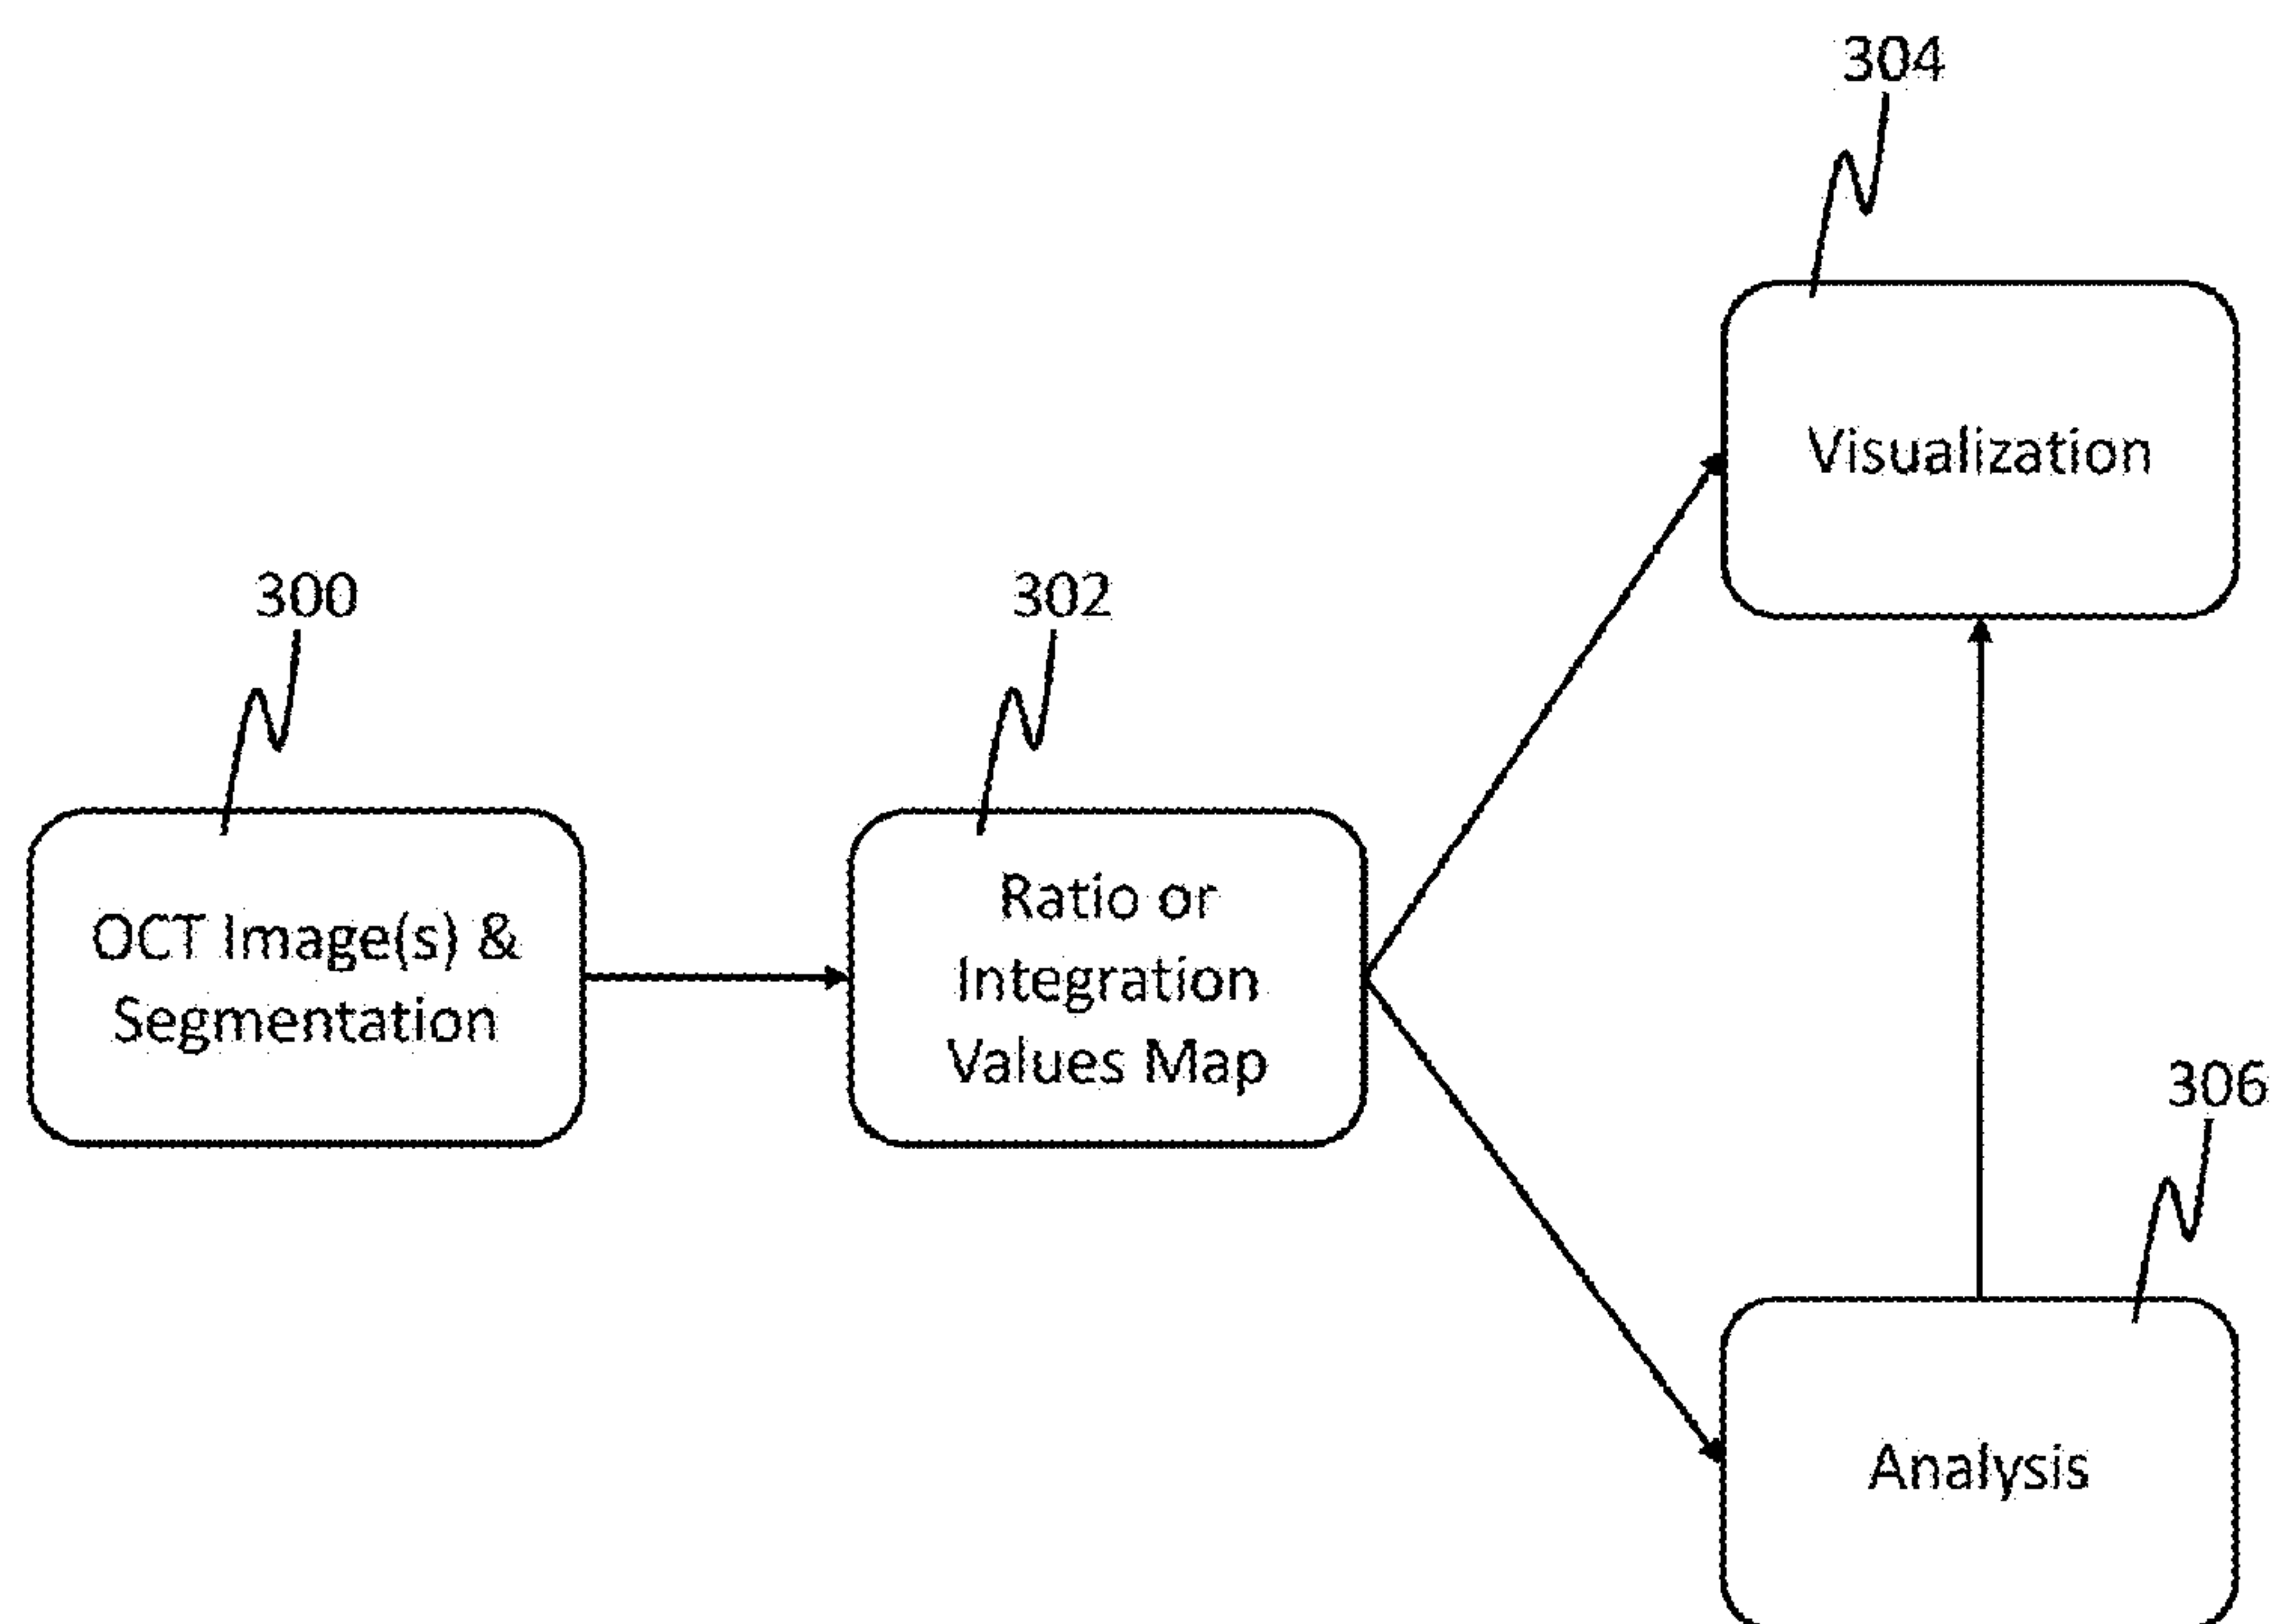 304
Visualization
300
302
OCT Image(s) &
Segmentation
Ratio or
Integration
Values Map
306
Analysis